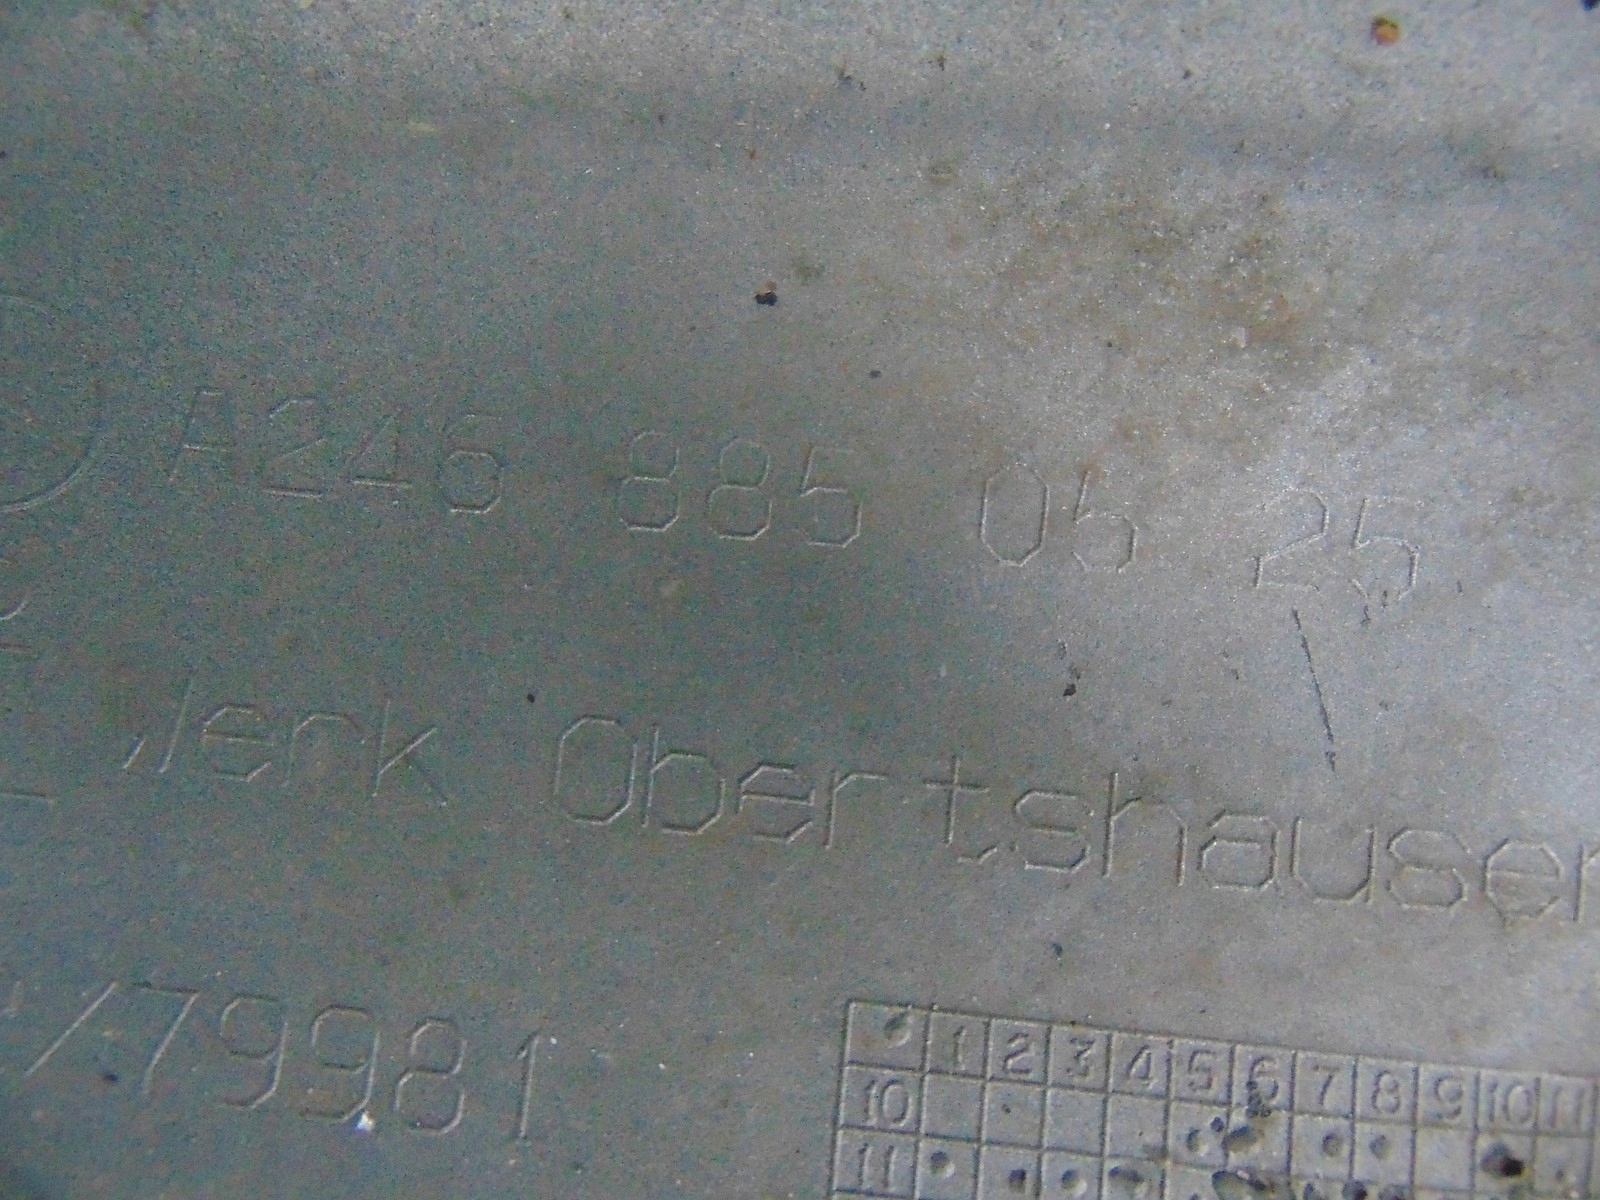 A246 885 05 25
Werk Obertshausen
/79981
1 2 3 4 5 6 7 8 9 10 11
10
11